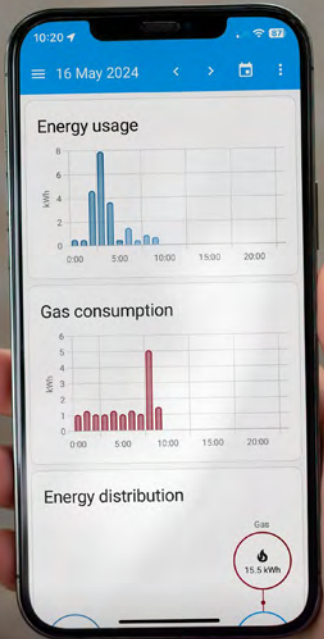 10:20
87
16 May 2024
Energy usage
8
6
4
2
0
kWh
0:00 5:00 10:00 15:00 20:00
Gas consumption
6
5
4
3
2
1
0
kWh
0:00 5:00 10:00 15:00 20:00
Energy distribution
Gas
15.5 kWh